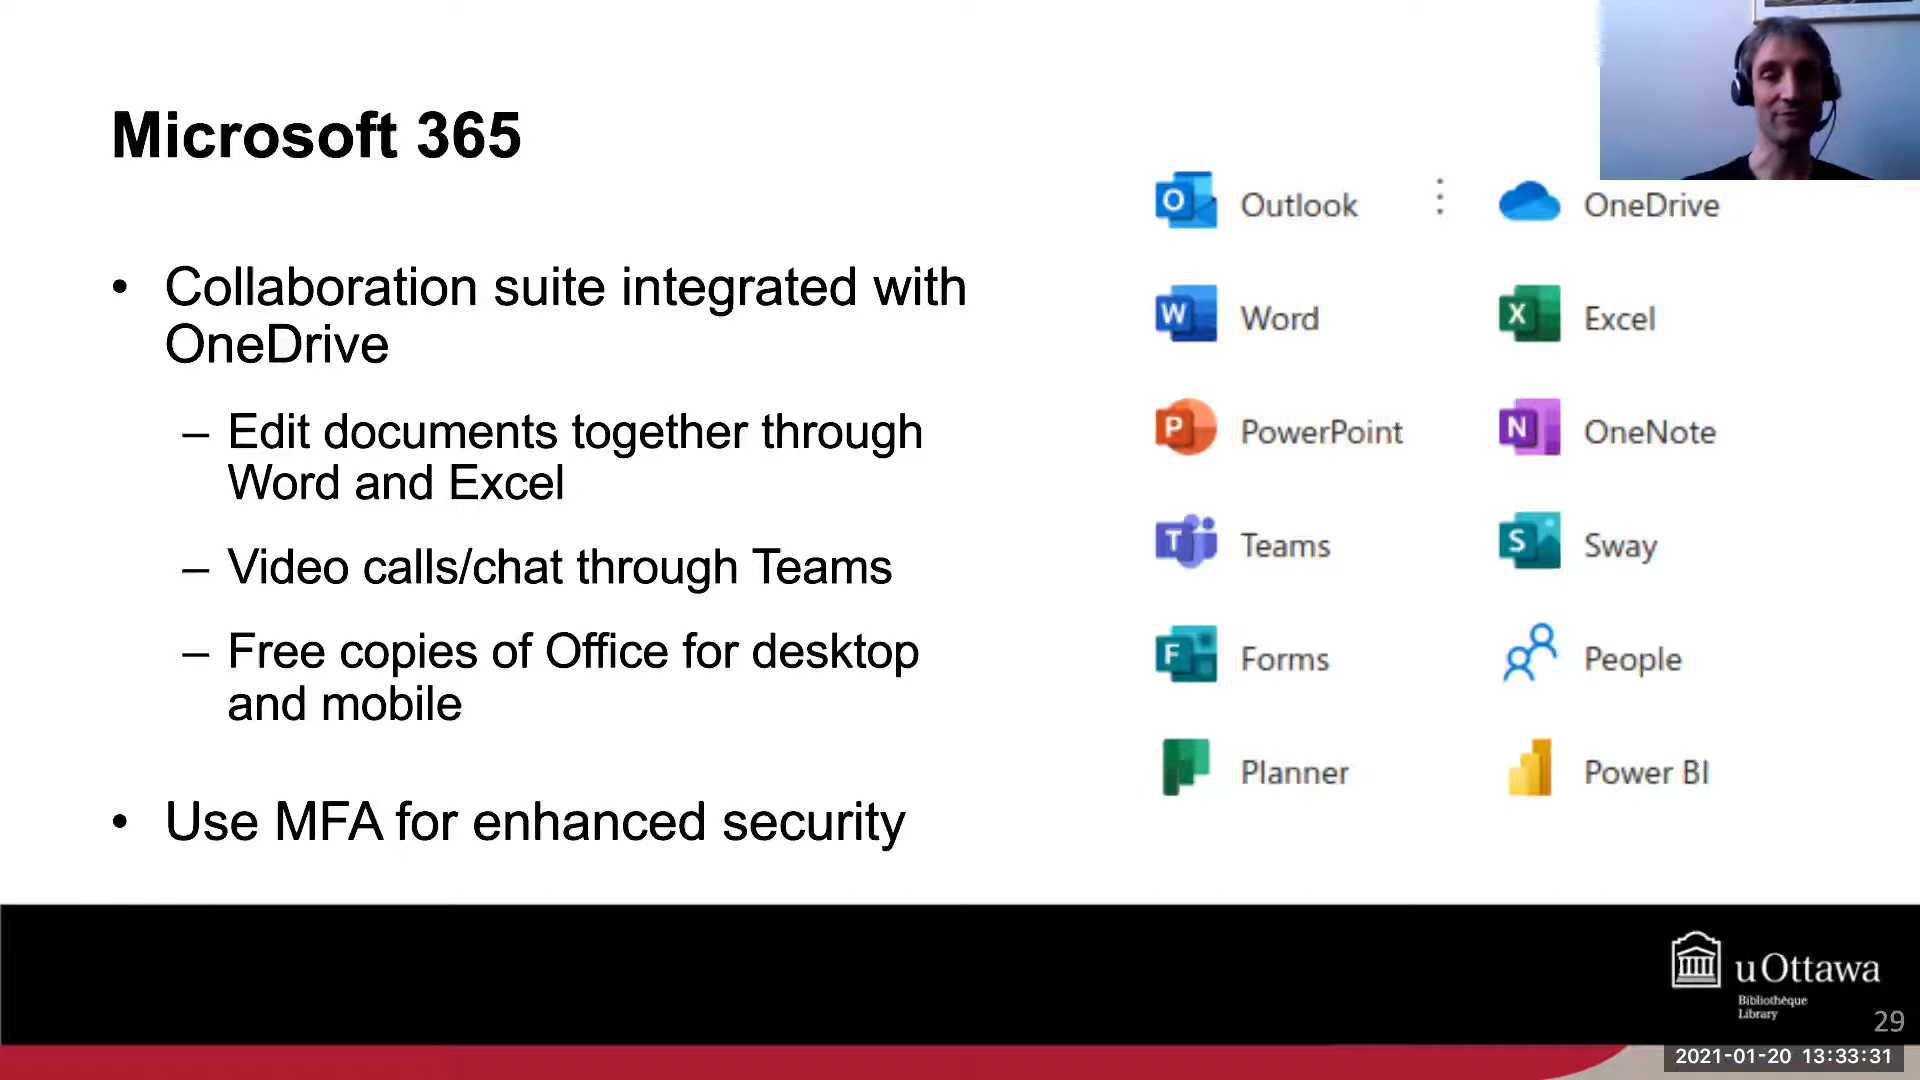 Microsoft 365
• Collaboration suite integrated with
OneDrive
– Edit documents together through
Word and Excel
– Video calls/chat through Teams
– Free copies of Office for desktop
and mobile
• Use MFA for enhanced security
Outlook
OneDrive
Word
Excel
PowerPoint
OneNote
Teams
Sway
Forms
People
Planner
Power BI
uOttawa
Bibliothèque
Library
29
2021-01-20 13:33:31